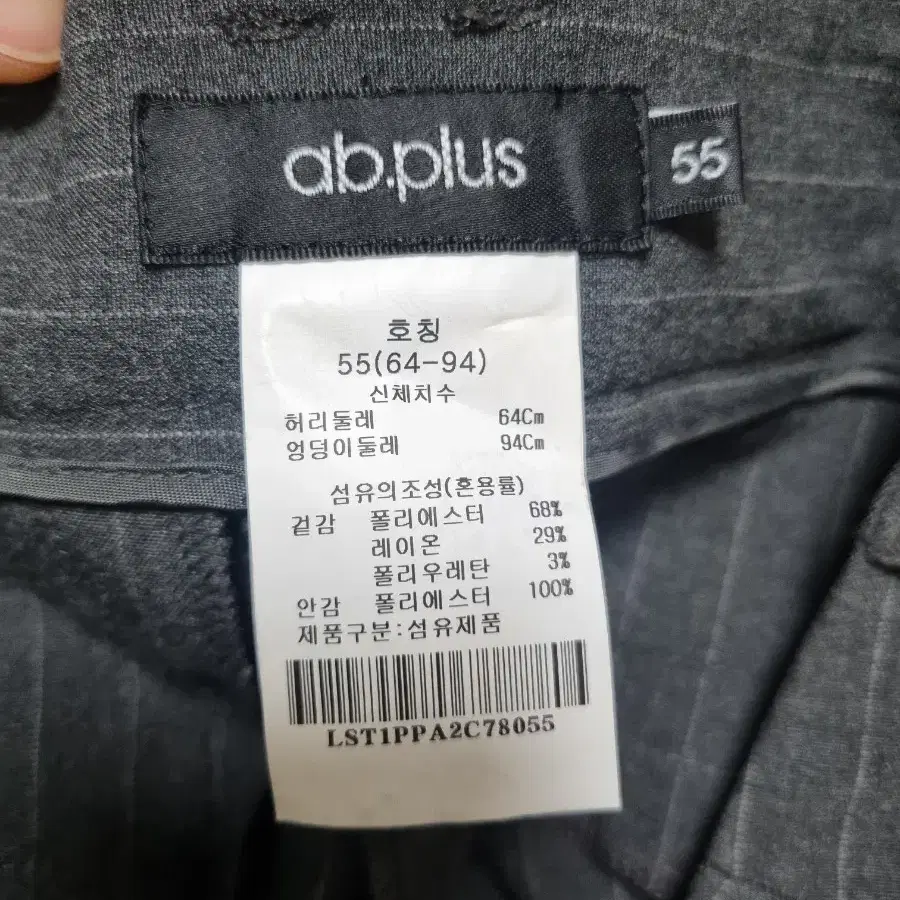 ab.plus
55
호칭
55(64-94)
신체치수
허리둘레 64Cm
엉덩이둘레 94Cm
섬유의조성(혼용률)
겉감 폴리에스터 68%
레이온 29%
폴리우레탄 3%
안감 폴리에스터 100%
제품구분:섬유제품
LST1PPA2C78055